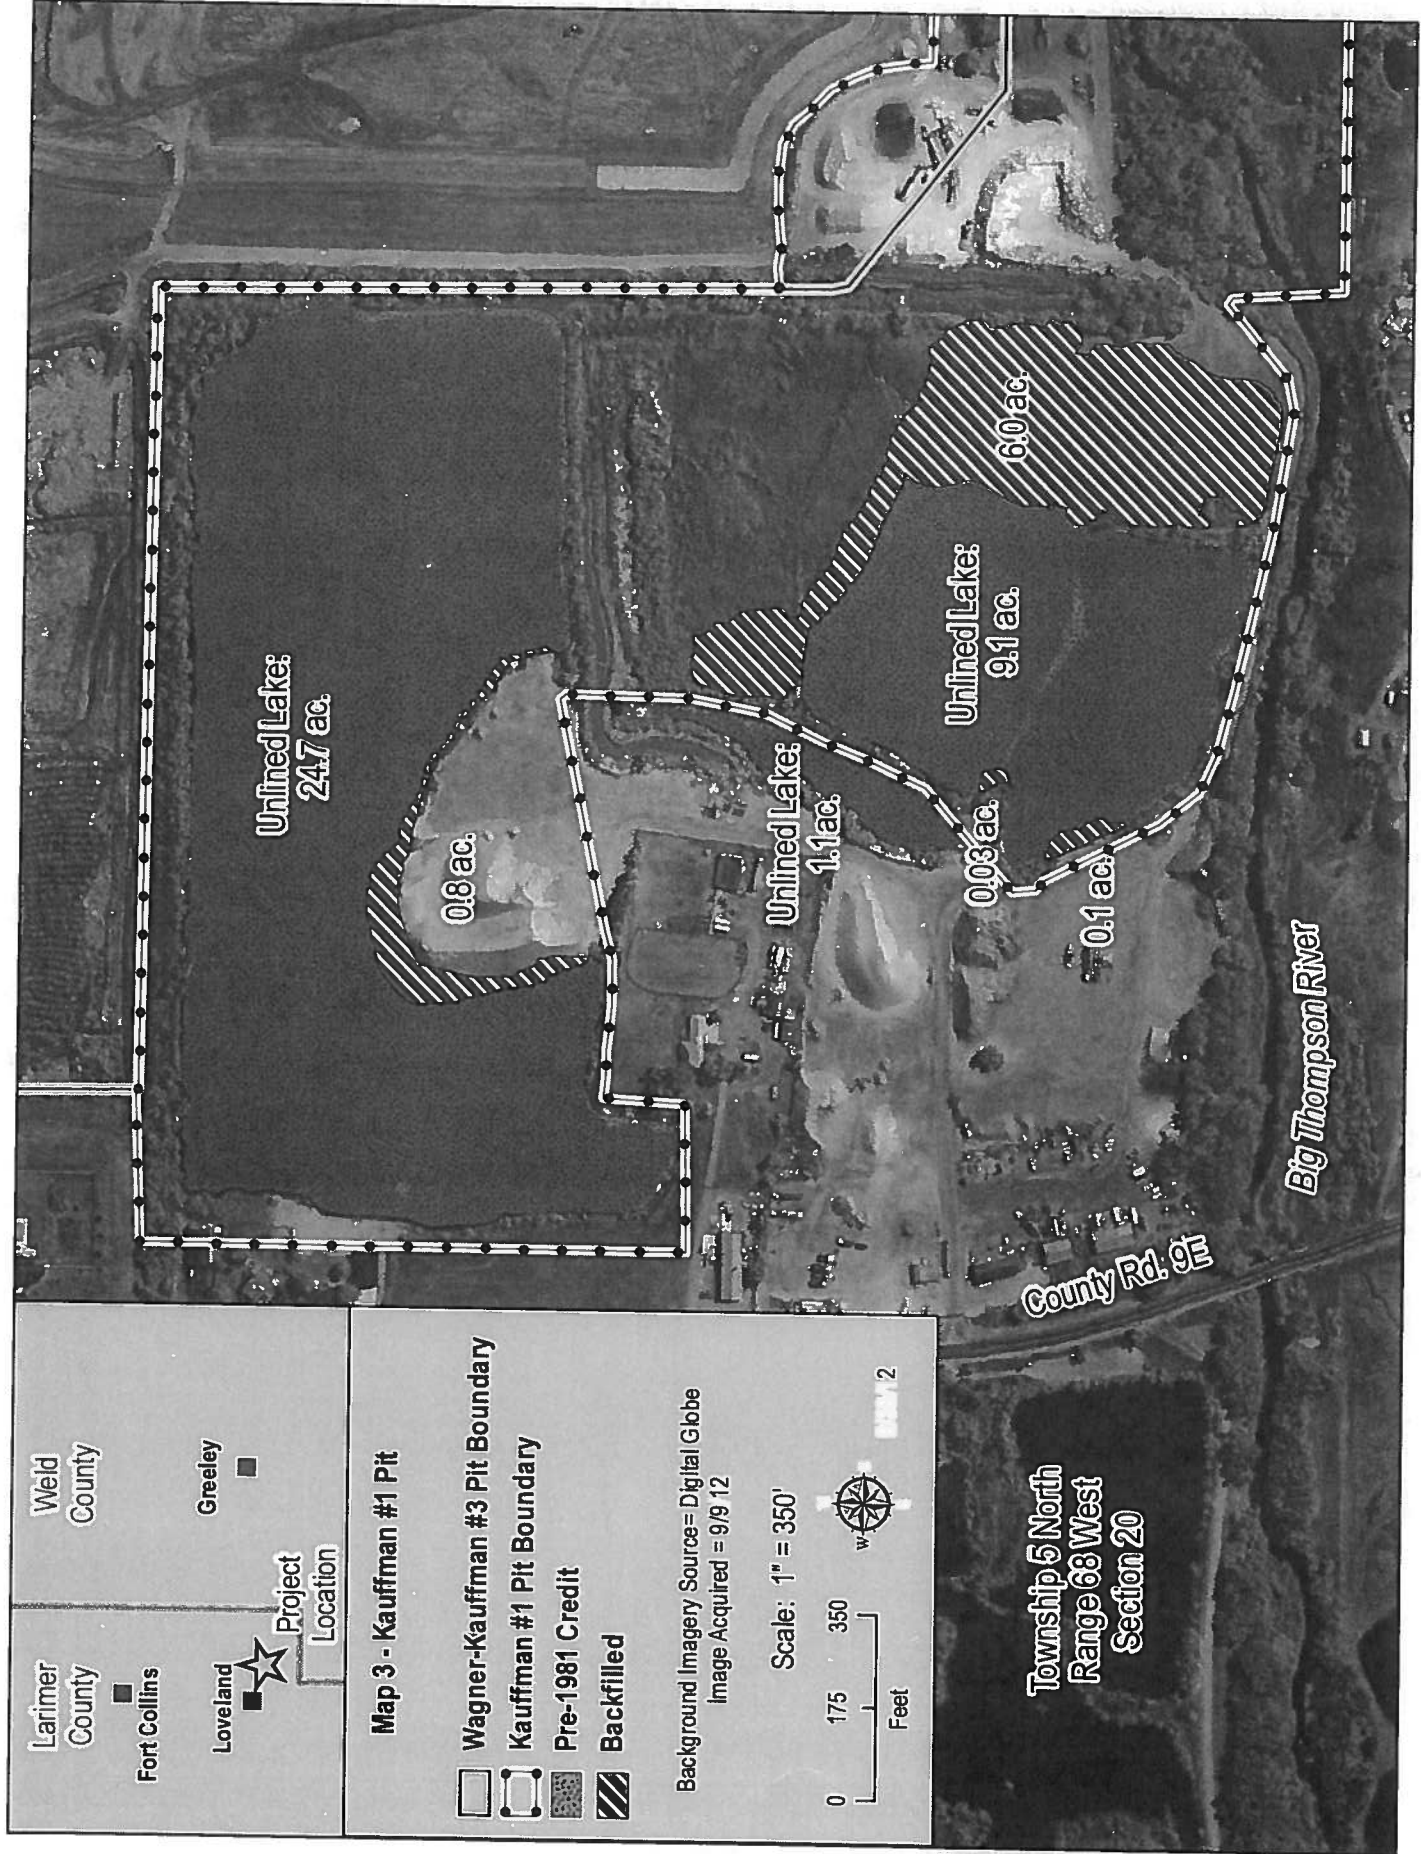 Larimer
County
Weld
County
Fort Collins
Greeley
Loveland
Project
Location
Map 3 - Kauffman #1 Pit
Wagner-Kauffman #3 Pit Boundary
Kauffman #1 Pit Boundary
Pre-1981 Credit
Backfilled
Background Imagery Source= Digital Globe
Image Acquired = 9/9 12
Scale: 1" = 350'
0 175 350
Feet
W
2
Unlined Lake:
24.7 ac.
0.8 ac.
Unlined Lake:
1.1 ac.
Unlined Lake:
9.1 ac.
6.0 ac.
0.03 ac.
0.1 ac.
County Rd. 9E
Big Thompson River
Township 5 North
Range 68 West
Section 20